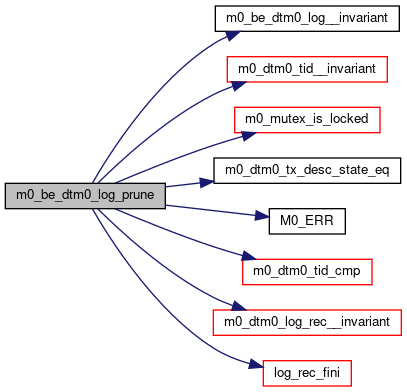 m0_be_dtm0_log__invariant
m0_dtm0_tid__invariant
m0_mutex_is_locked
m0_dtm0_tx_desc_state_eq
m0_be_dtm0_log_prune
M0_ERR
m0_dtm0_tid_cmp
m0_dtm0_log_rec__invariant
log_rec_fini